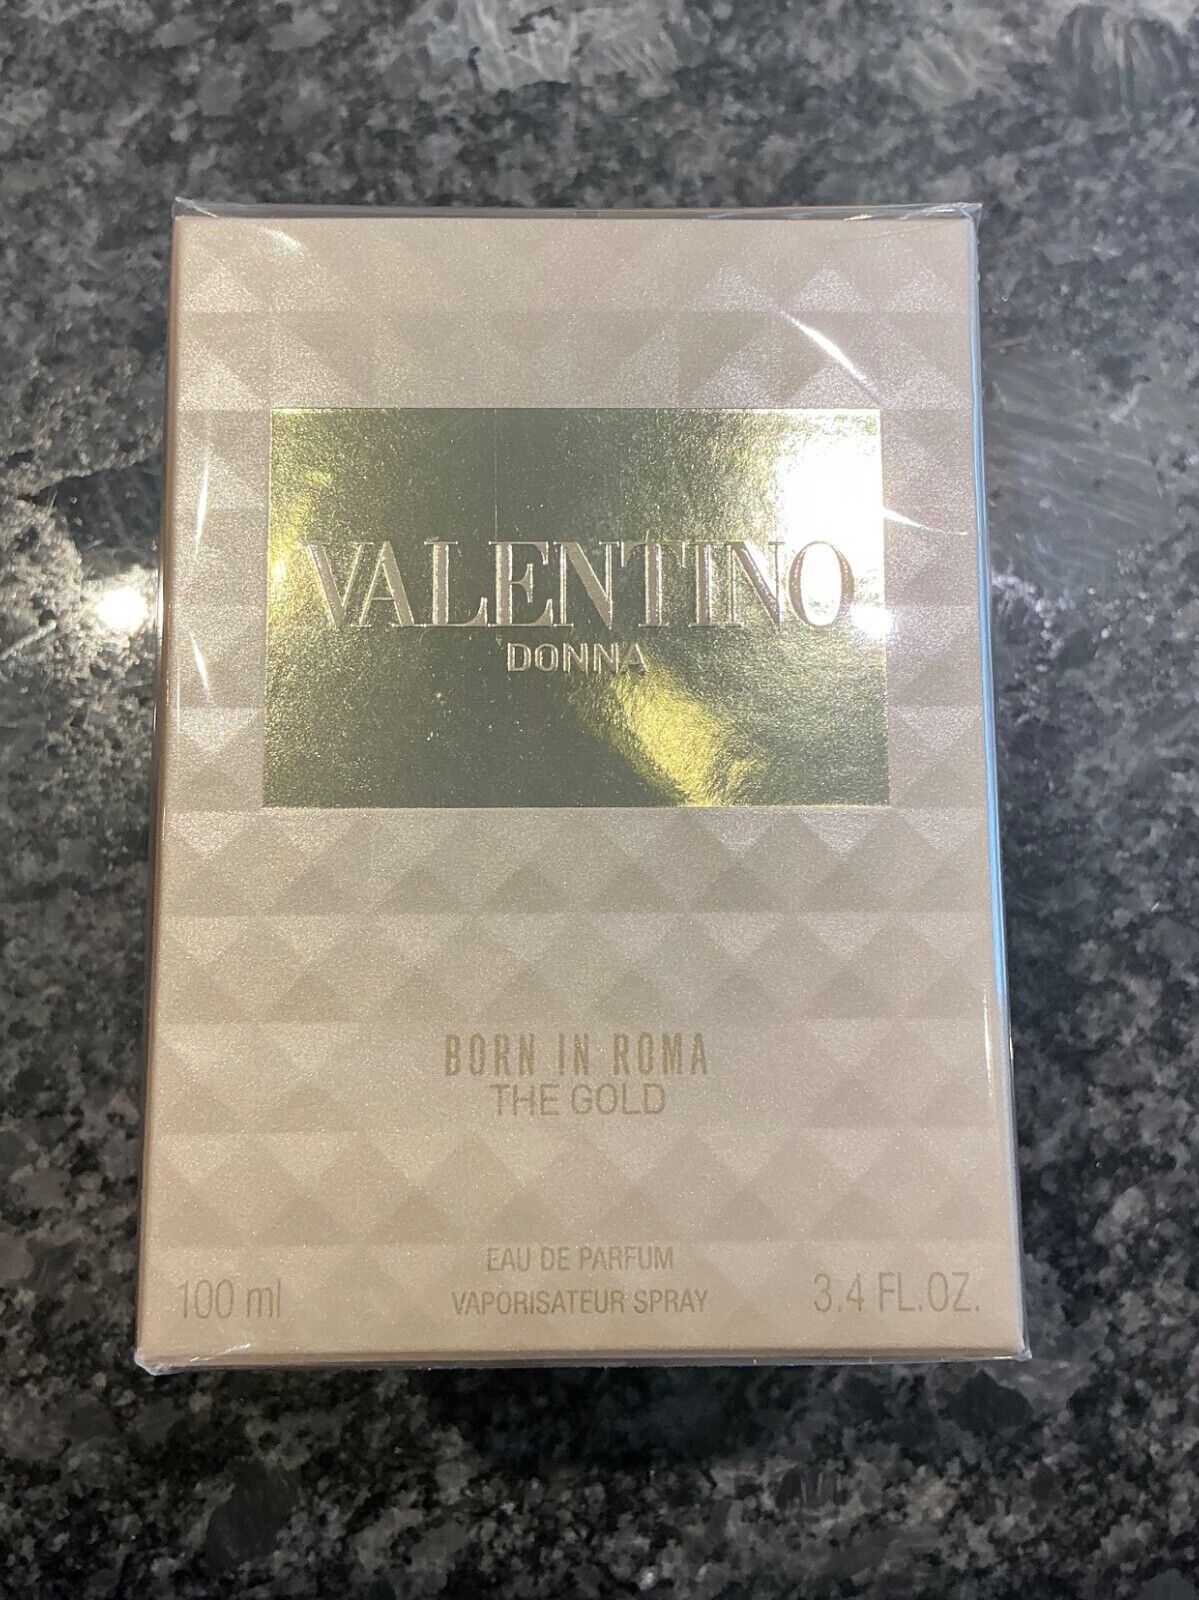 VALENTINO
DONNA
BORN IN ROMA
THE GOLD
EAU DE PARFUM
100 ml VAPORISATEUR SPRAY 3.4 FL.OZ.